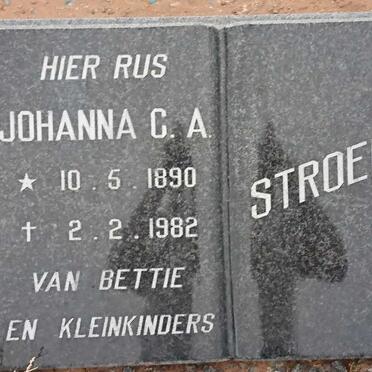 HIER RUS
JOHANNA C. A.
★ 10.5.1890
† 2.2.1982
VAN BETTIE
EN KLEINKINDERS
STROE